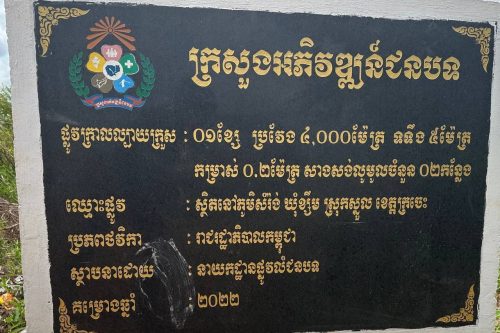 ក្រសួងអភិវឌ្ឍន៍ជនបទ
ផ្លូវក្រាលល្បាយក្រួស : ០១ខ្សែ ប្រវែង ៤,០០០ម៉ែត្រ ទទឹង ៥ម៉ែត្រ
កម្រាស់ ០.២ម៉ែត្រ សាងសង់លូមូលចំនួន ០២កន្លែង
ឈ្មោះផ្លូវ : ស្ថិតនៅភូមិសំរ៉ង់ ឃុំខ្សឹម ស្រុកស្នួល ខេត្តក្រចេះ
ប្រភពថវិកា : រាជរដ្ឋាភិបាលកម្ពុជា
ស្ថាបនាដោយ : នាយកដ្ឋានផ្លូវលំជនបទ
គម្រោងឆ្នាំ : ២០២២